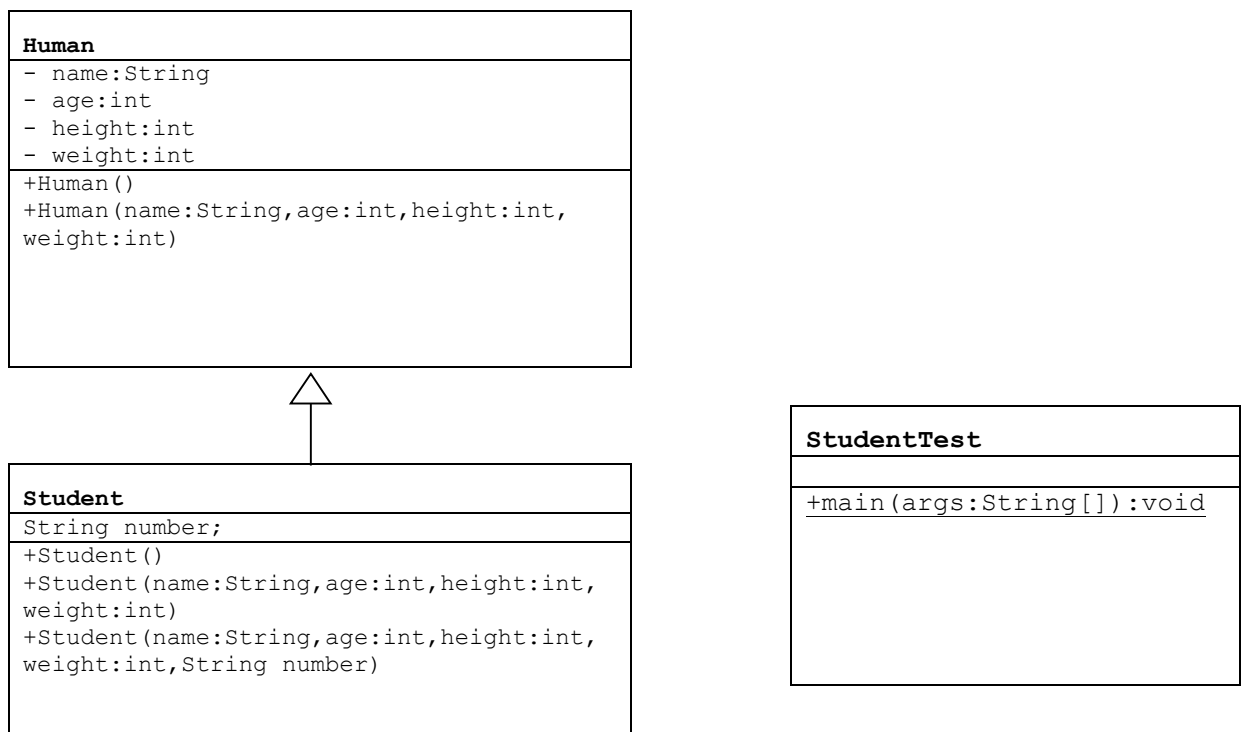 Human
- name:String
- age:int
- height:int
- weight:int
+Human()
+Human(name:String,age:int,height:int,
weight:int)
Student
String number;
+Student()
+Student(name:String,age:int,height:int,
weight:int)
+Student(name:String,age:int,height:int,
weight:int,String number)
StudentTest
+main(args:String[]):void